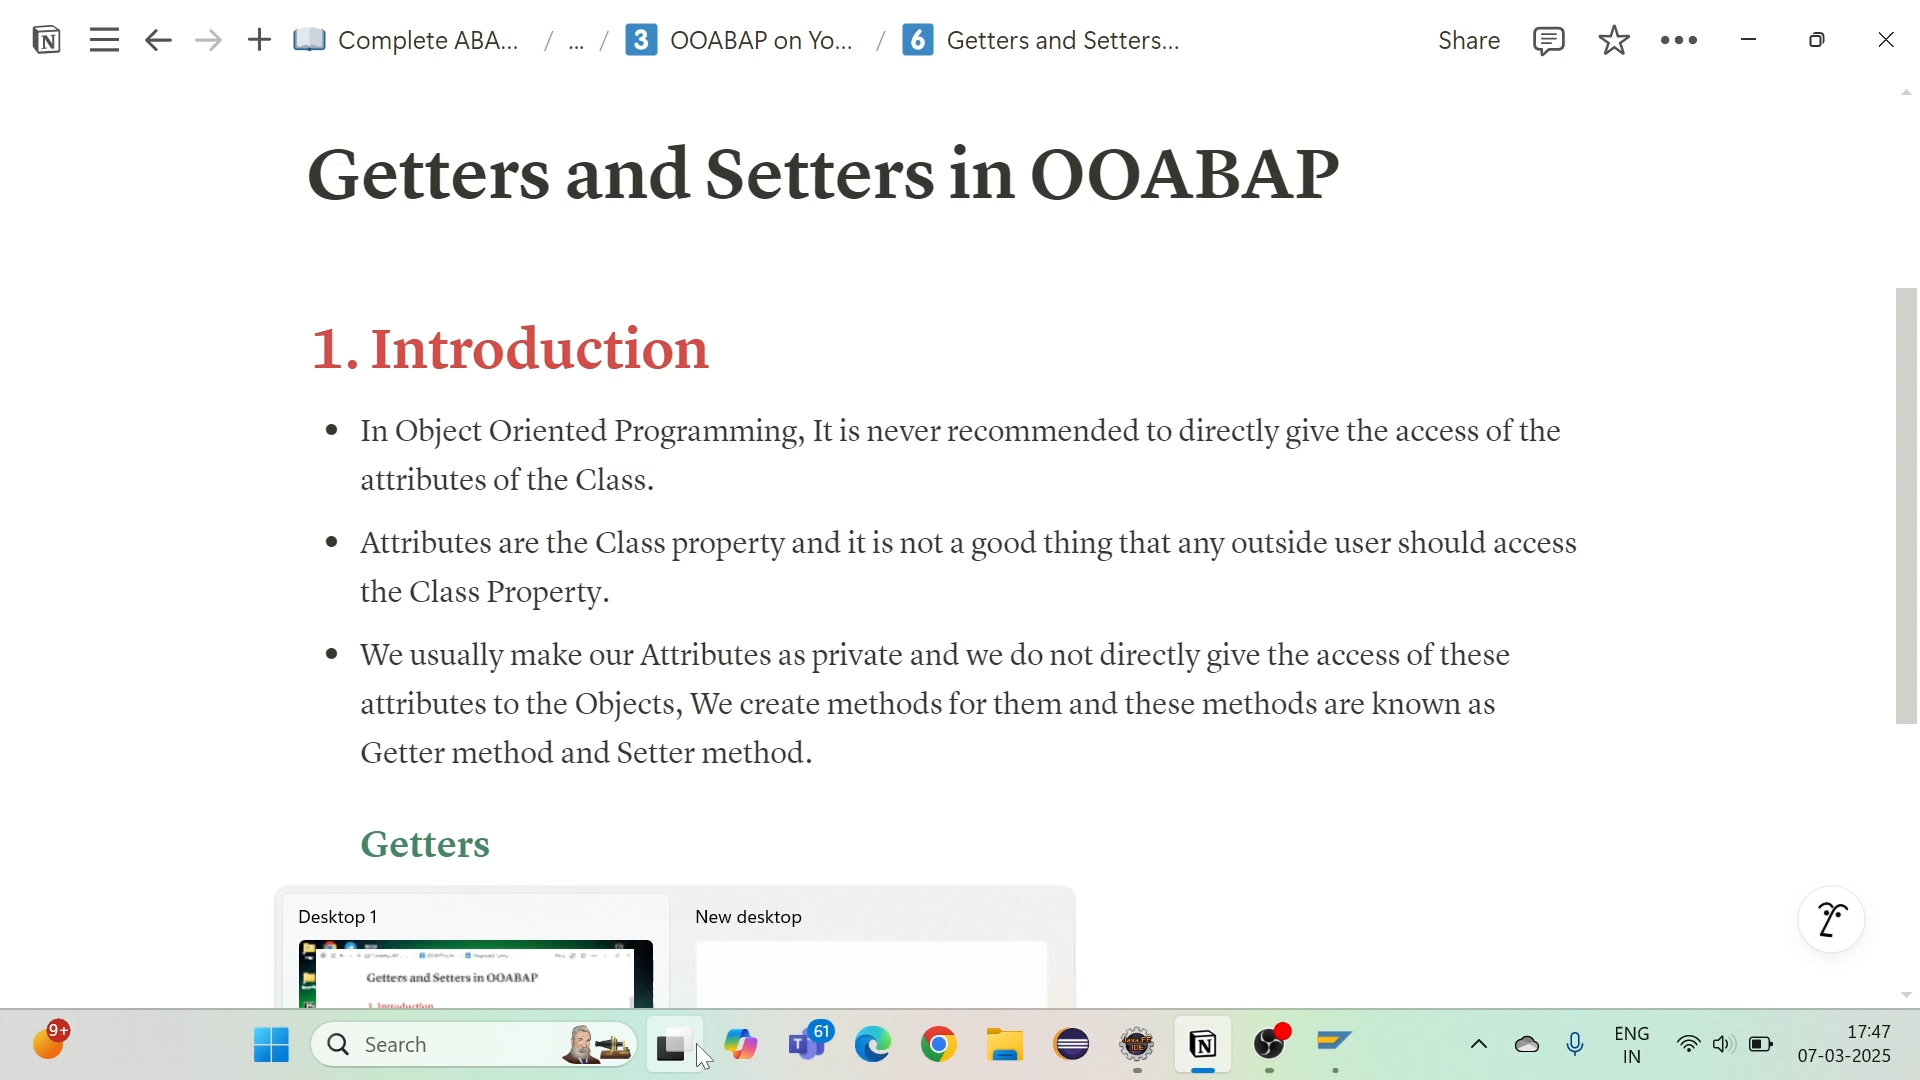 Complete ABA... / ... / 3 OOABAP on Yo... / 6 Getters and Setters... Share
Getters and Setters in OOABAP
1. Introduction
• In Object Oriented Programming, It is never recommended to directly give the access of the
attributes of the Class.
• Attributes are the Class property and it is not a good thing that any outside user should access
the Class Property.
• We usually make our Attributes as private and we do not directly give the access of these
attributes to the Objects, We create methods for them and these methods are known as
Getter method and Setter method.
Getters
Desktop 1 New desktop
Getters and Setters in OOABAP
1. Introduction
9+ Search 61 ENG 17:47
IN 07-03-2025